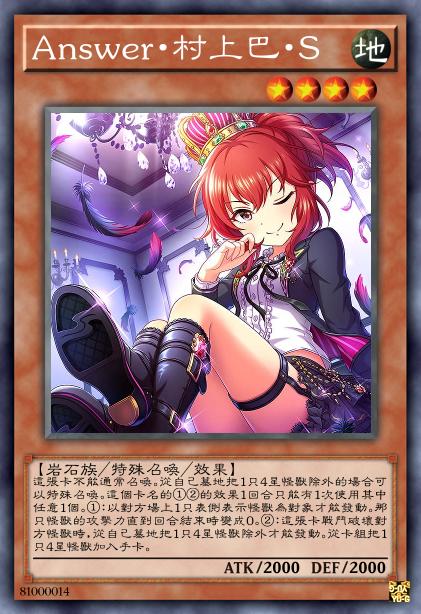 Answer・村上巴・S
地
【岩石族/特殊召喚/效果】
這張卡不能通常召喚。從自己墓地把1只4星怪獸除外的場合可
以特殊召喚。這個卡名的①②的效果1回合只能有1次使用其中
任意1個。①:以對方場上1只表側表示怪獸為對象才能發動。那
只怪獸的攻擊力直到回合結束時變成0。②:這張卡戰鬥破壞對
方怪獸時,從自己墓地把1只4星怪獸除外才能發動。從卡組把1
只4星怪獸加入手卡。
ATK/2000 DEF/2000
81000014